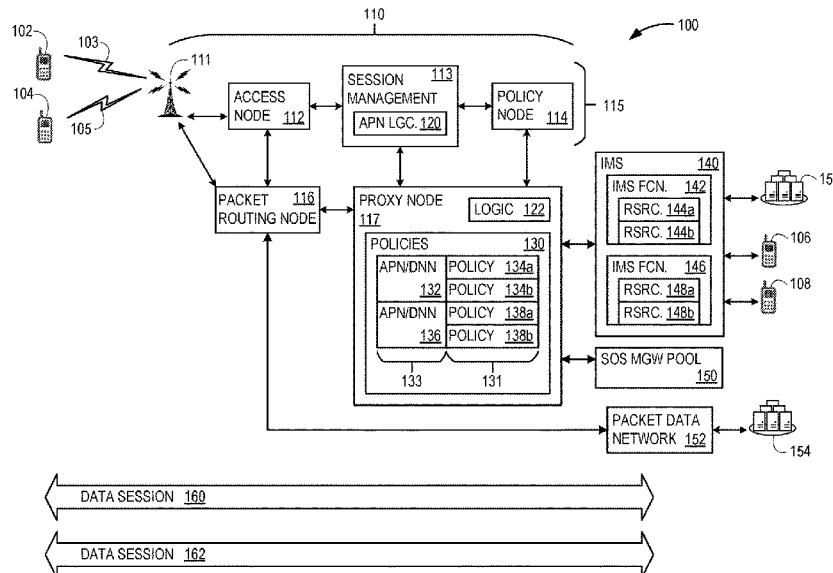 110
100
102
103
104
105
111
ACCESS
NODE
112
SESSION 113
MANAGEMENT
APN LGC. 120
POLICY
NODE
114
115
PACKET 116
ROUTING NODE
PROXY NODE
117
LOGIC 122
POLICIES 130
APN/DNN
132
POLICY 134a
POLICY 134b
APN/DNN
136
POLICY 138a
POLICY 138b
133
131
IMS 140
IMS FCN. 142
RSRC. 144a
RSRC. 144b
IMS FCN. 146
RSRC. 148a
RSRC. 148b
15
106
108
SOS MGW POOL
150
PACKET DATA
NETWORK 152
154
DATA SESSION 160
DATA SESSION 162